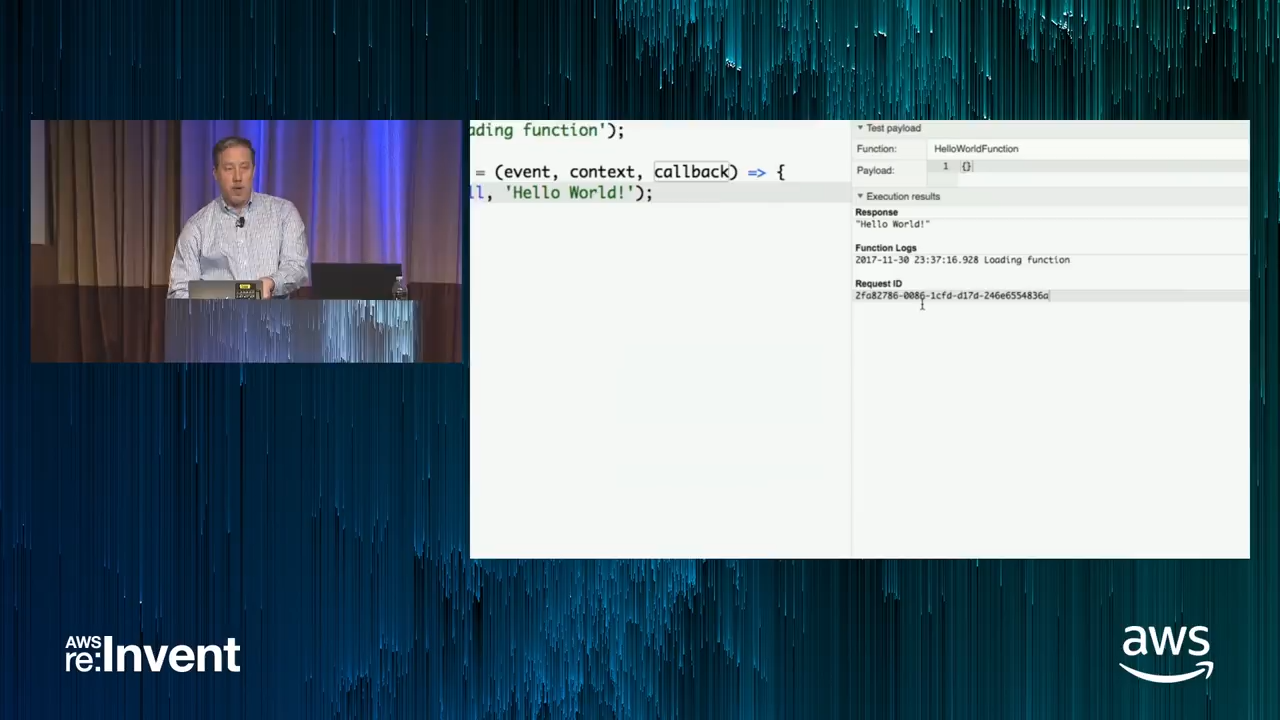 ading function');
= (event, context, callback) => {
ll, 'Hello World!');
▼ Test payload
Function: HelloWorldFunction
Payload: 1 {}
▼ Execution results
Response
"Hello World!"
Function Logs
2017-11-30 23:37:16.928 Loading function
Request ID
2fa82786-0086-1cfd-d17d-246e6554836a
AWS
re:Invent
aws